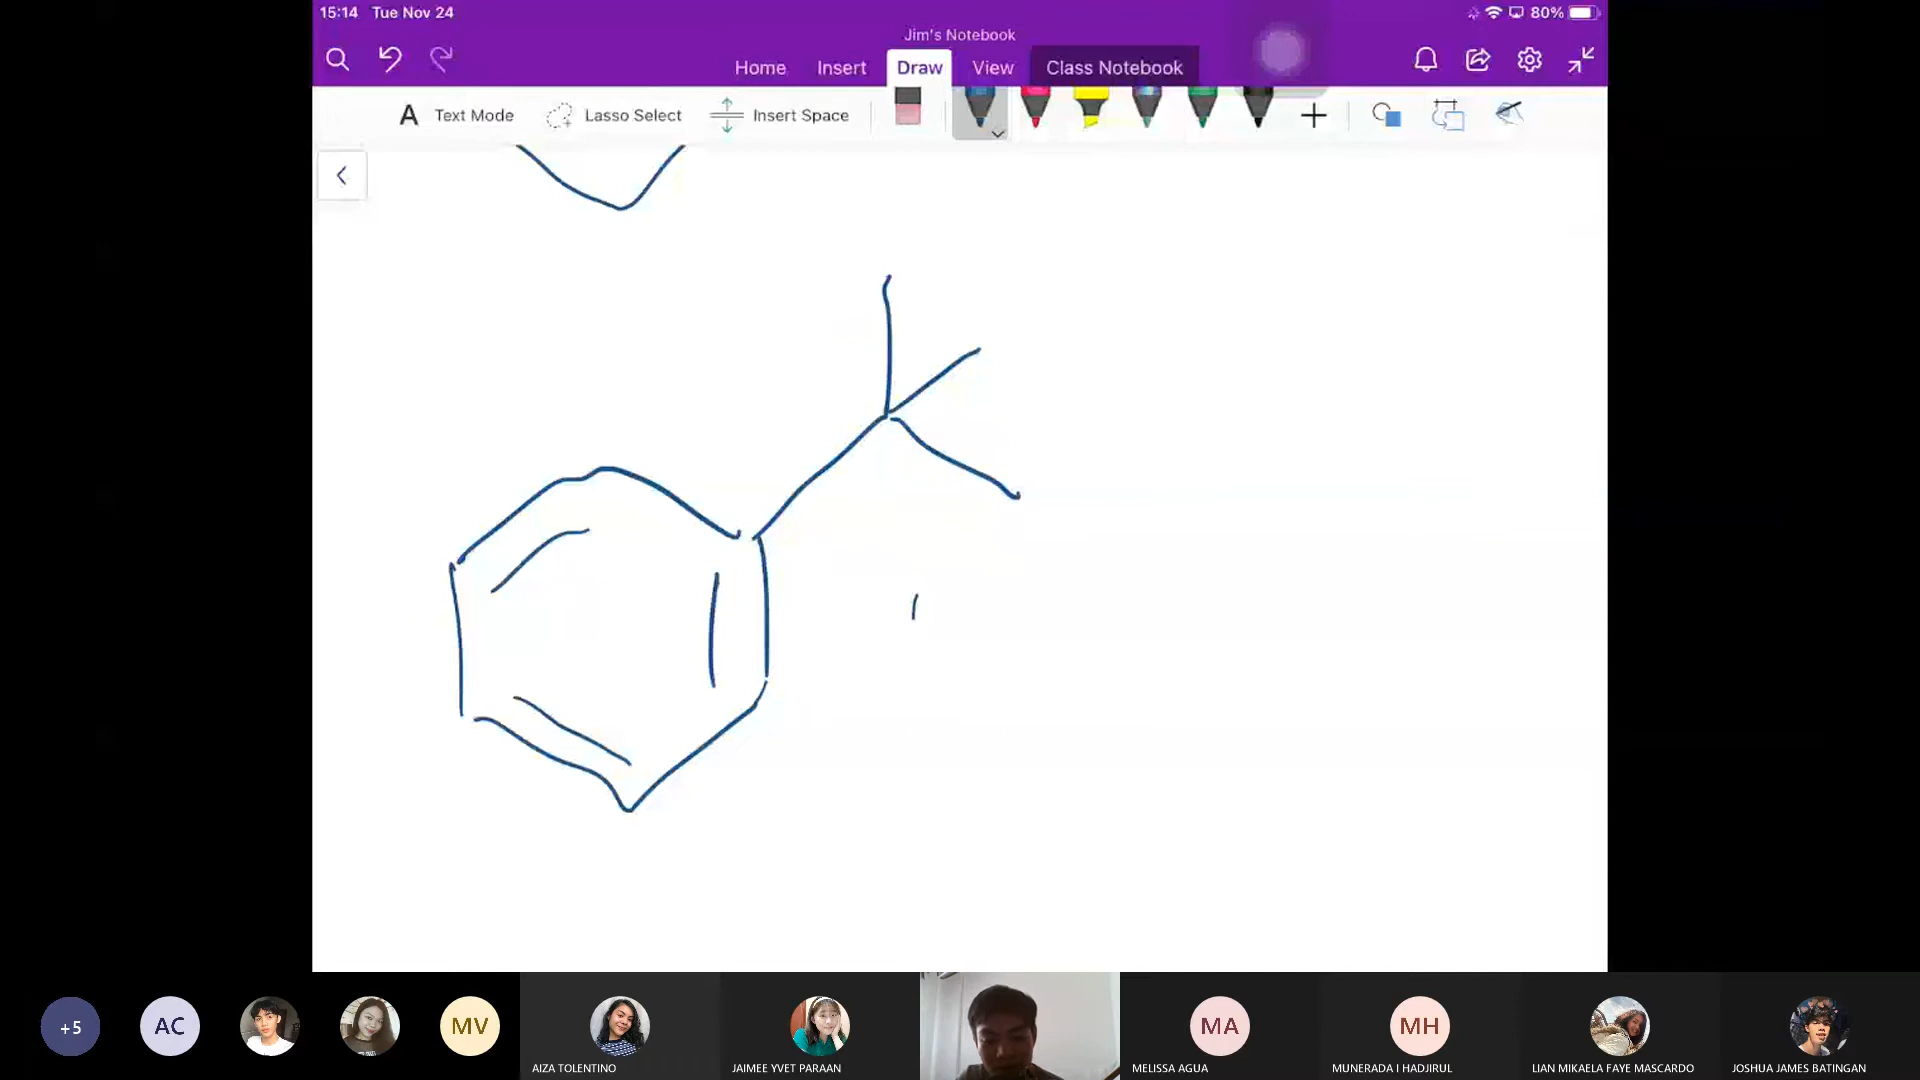 15:14 Tue Nov 24
80%
Jim's Notebook
Home Insert Draw View Class Notebook
A Text Mode Lasso Select Insert Space
+5 AC MV MA MH
AIZA TOLENTINO JAIMEE YVET PARAAN MELISSA AGUA MUNERADA I HADJIRUL LIAN MIKAELA FAYE MASCARDO JOSHUA JAMES BATINGAN